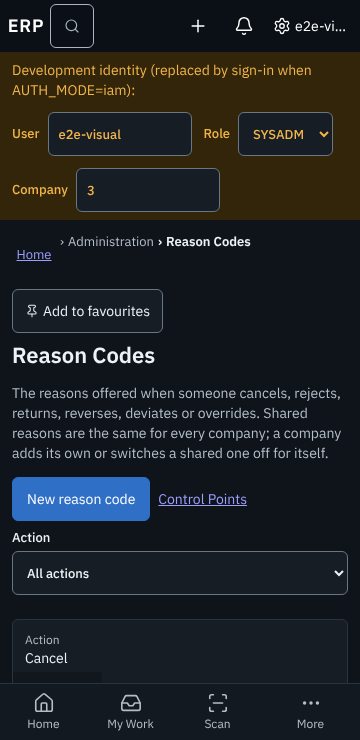 ERP
e2e-vi...
Development identity (replaced by sign-in when
AUTH_MODE=iam):
User e2e-visual Role SYSADM
Company 3
Home › Administration › Reason Codes
Add to favourites
Reason Codes
The reasons offered when someone cancels, rejects,
returns, reverses, deviates or overrides. Shared
reasons are the same for every company; a company
adds its own or switches a shared one off for itself.
New reason code Control Points
Action
All actions
Action
Cancel
Home My Work Scan More